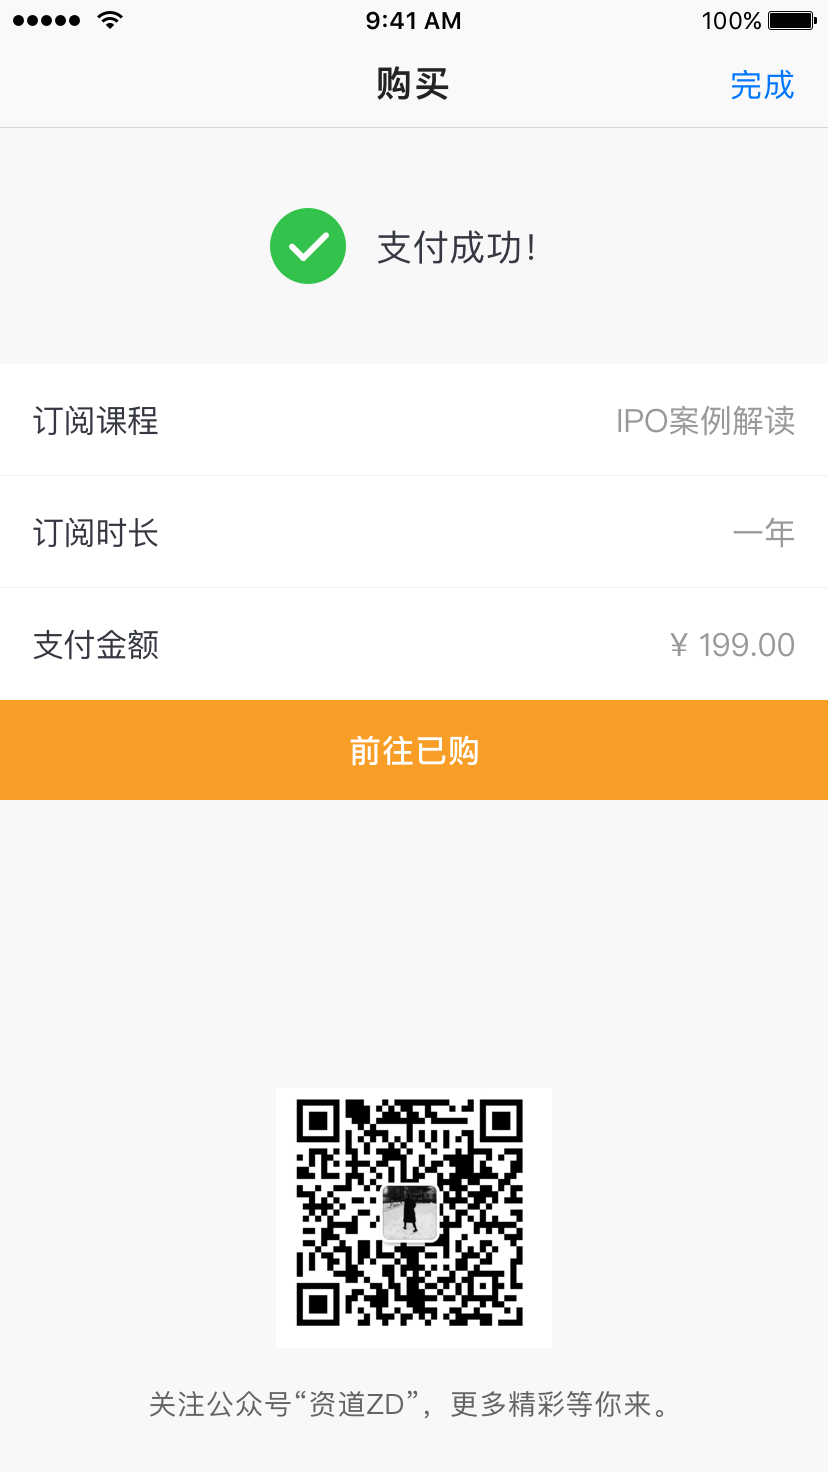 9:41 AM
100%
购买
完成
支付成功！
订阅课程
IPO案例解读
订阅时长
一年
支付金额
¥ 199.00
前往已购
关注公众号“资道ZD”，更多精彩等你来。